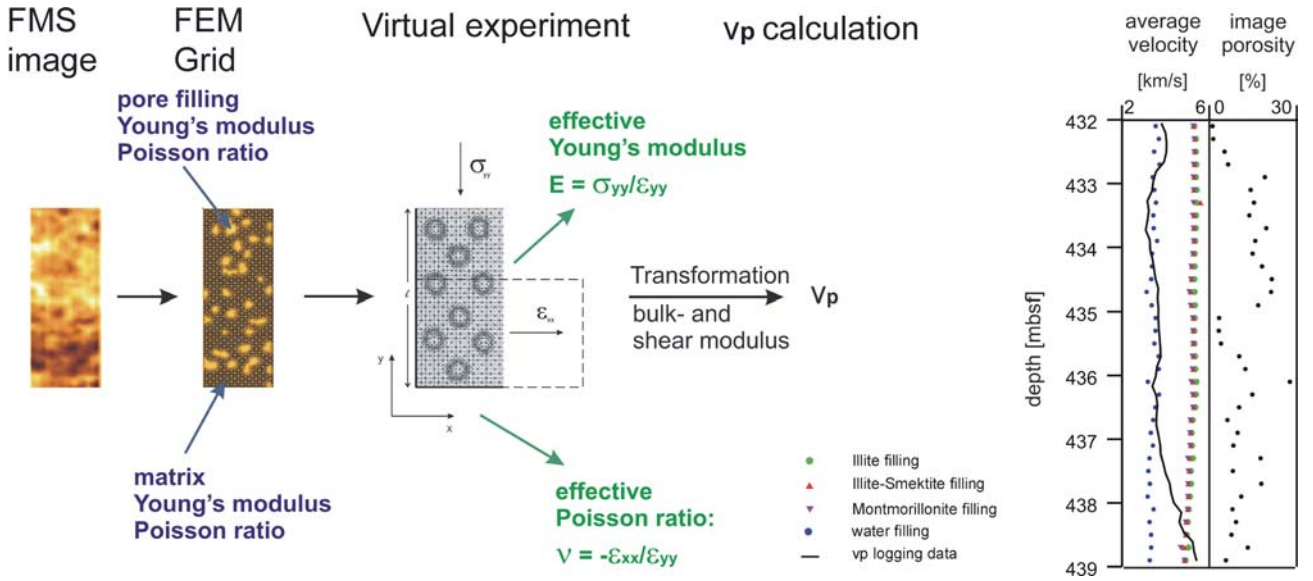 FMS
image
FEM
Grid
Virtual experiment
vp calculation
pore filling
Young's modulus
Poisson ratio
matrix
Young's modulus
Poisson ratio
σyy
ℓ
εxx
y
x
effective
Young's modulus
E = σyy/εyy
effective
Poisson ratio:
ν = -εxx/εyy
Transformation
bulk- and
shear modulus
vp
Illite filling
Illite-Smektite filling
Montmorillonite filling
water filling
vp logging data
average
velocity
[km/s]
2 6
image
porosity
[%]
0 30
depth [mbsf]
432
433
434
435
436
437
438
439